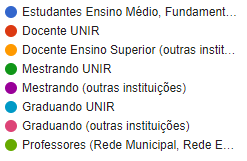 Estudantes Ensino Médio, Fundament…
Docente UNIR
Docente Ensino Superior (outras instit…
Mestrando UNIR
Mestrando (outras instituições)
Graduando UNIR
Graduando (outras instituições)
Professores (Rede Municipal, Rede E…